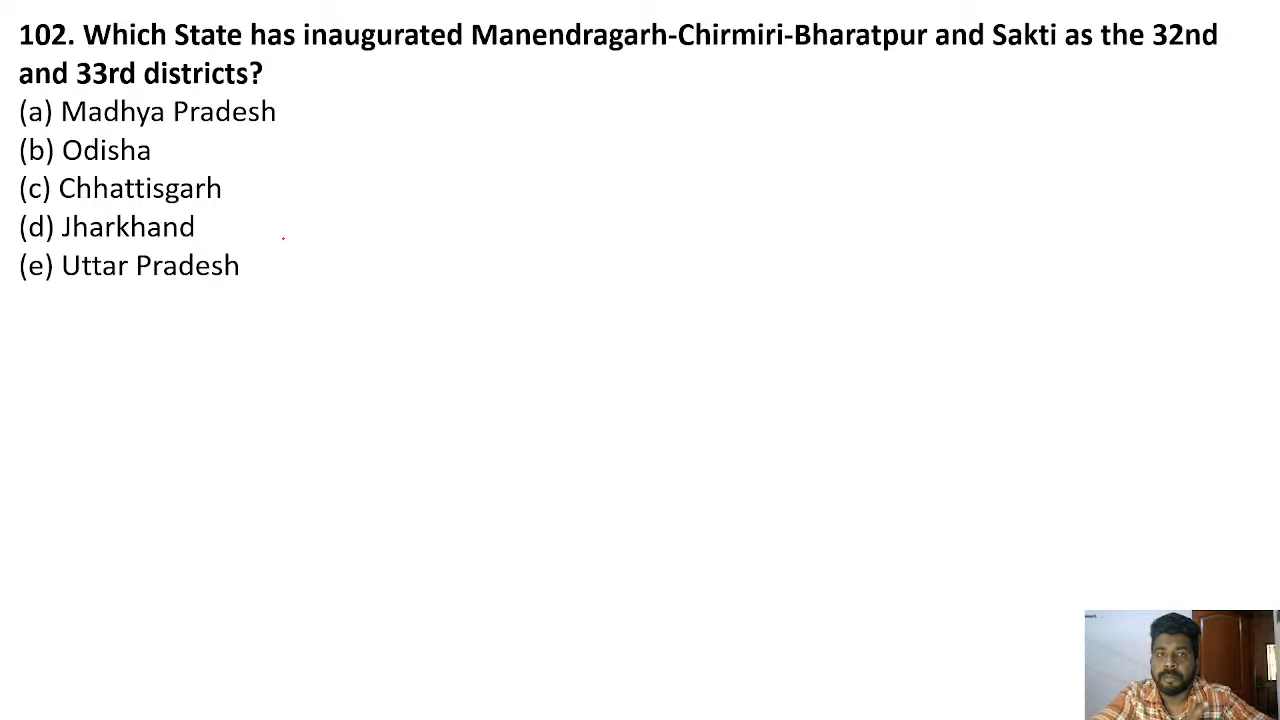 102. Which State has inaugurated Manendragarh-Chirmiri-Bharatpur and Sakti as the 32nd
and 33rd districts?
(a) Madhya Pradesh
(b) Odisha
(c) Chhattisgarh
(d) Jharkhand
(e) Uttar Pradesh